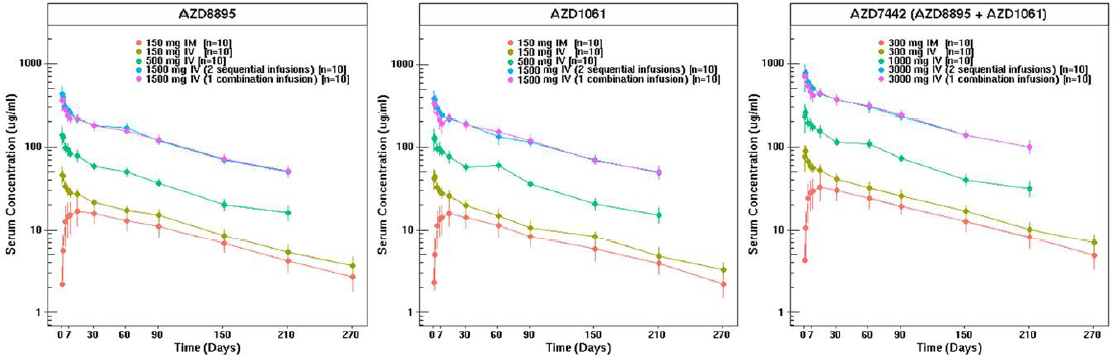 AZD8895
150 mg IM [n=10]
150 mg IV [n=10]
500 mg IV [n=10]
1500 mg IV (2 sequential infusions) [n=10]
1500 mg IV (1 combination infusion) [n=10]
Serum Concentration (ug/ml)
1000
100
10
1
0 7 30 60 90 150 210 270
Time (Days)
AZD1061
150 mg IM [n=10]
150 mg IV [n=10]
500 mg IV [n=10]
1500 mg IV (2 sequential infusions) [n=10]
1500 mg IV (1 combination infusion) [n=10]
Serum Concentration (ug/ml)
1000
100
10
1
0 7 30 60 90 150 210 270
Time (Days)
AZD7442 (AZD8895 + AZD1061)
300 mg IM [n=10]
300 mg IV [n=10]
1000 mg IV [n=10]
3000 mg IV (2 sequential infusions) [n=10]
3000 mg IV (1 combination infusion) [n=10]
Serum Concentration (ug/ml)
1000
100
10
1
0 7 30 60 90 150 210 270
Time (Days)